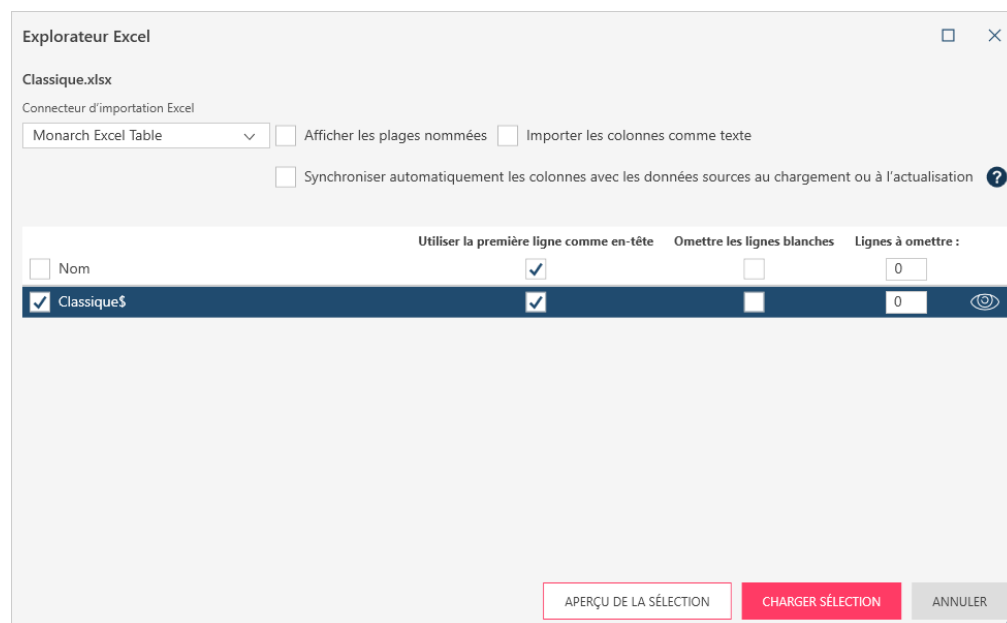 Explorateur Excel
Classique.xlsx
Connecteur d'importation Excel
Monarch Excel Table Afficher les plages nommées Importer les colonnes comme texte
Synchroniser automatiquement les colonnes avec les données sources au chargement ou à l'actualisation ?
Utiliser la première ligne comme en-tête Omettre les lignes blanches Lignes à omettre :
Nom 0
Classique$ 0
APERÇU DE LA SÉLECTION CHARGER SÉLECTION ANNULER